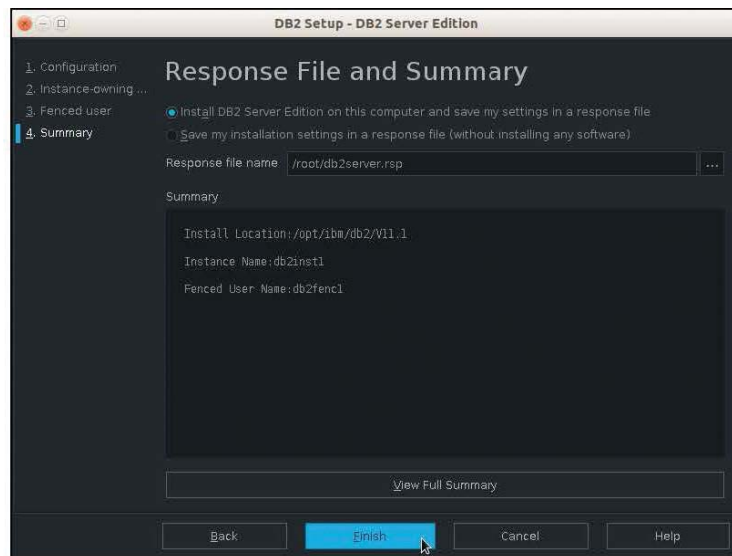 DB2 Setup - DB2 Server Edition
1. Configuration
2. Instance-owning ...
3. Fenced user
4. Summary
Response File and Summary
Install DB2 Server Edition on this computer and save my settings in a response file
Save my installation settings in a response file (without installing any software)
Response file name /root/db2server.rsp ...
Summary
Install Location:/opt/ibm/db2/V11.1
Instance Name:db2inst1
Fenced User Name:db2fenc1
View Full Summary
Back Finish Cancel Help